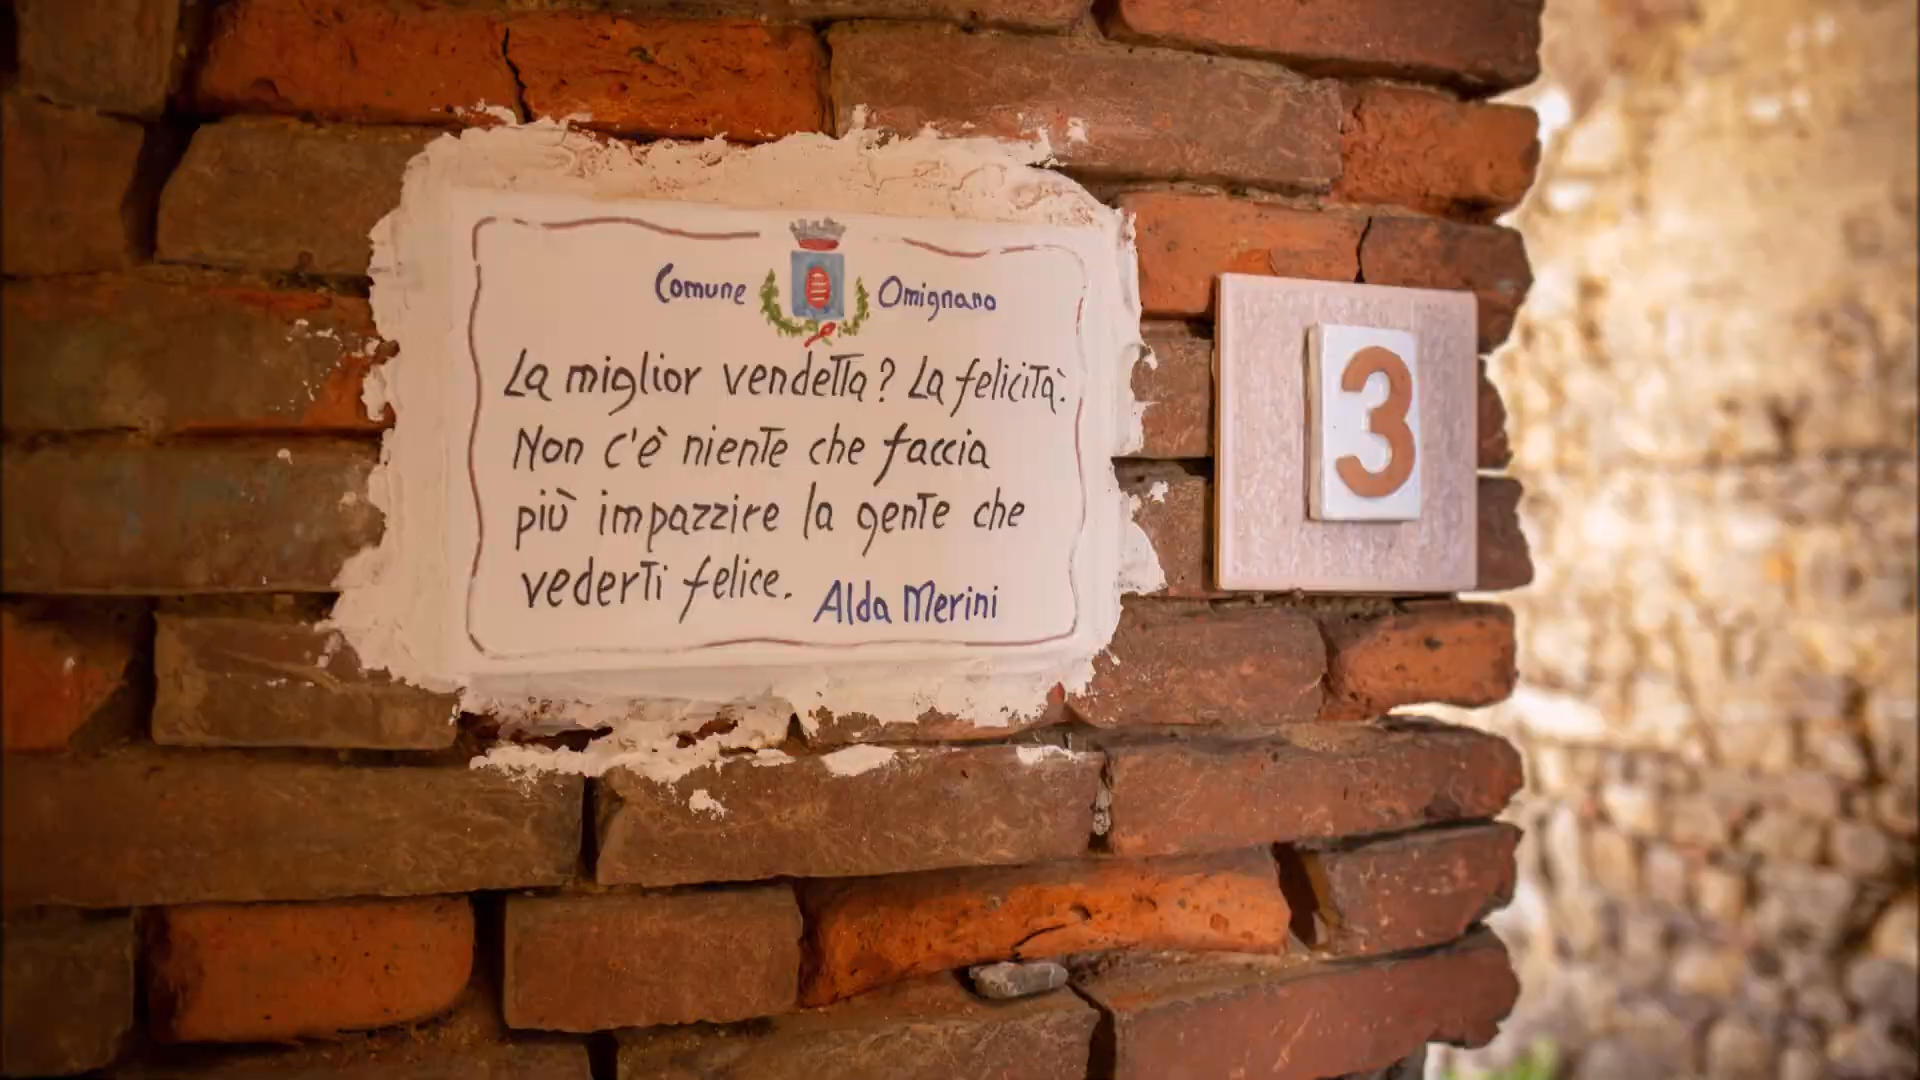 Comune Omignano
La miglior vendetta? La felicità.
Non c'è niente che faccia
più impazzire la gente che
vederti felice.
Alda Merini
3